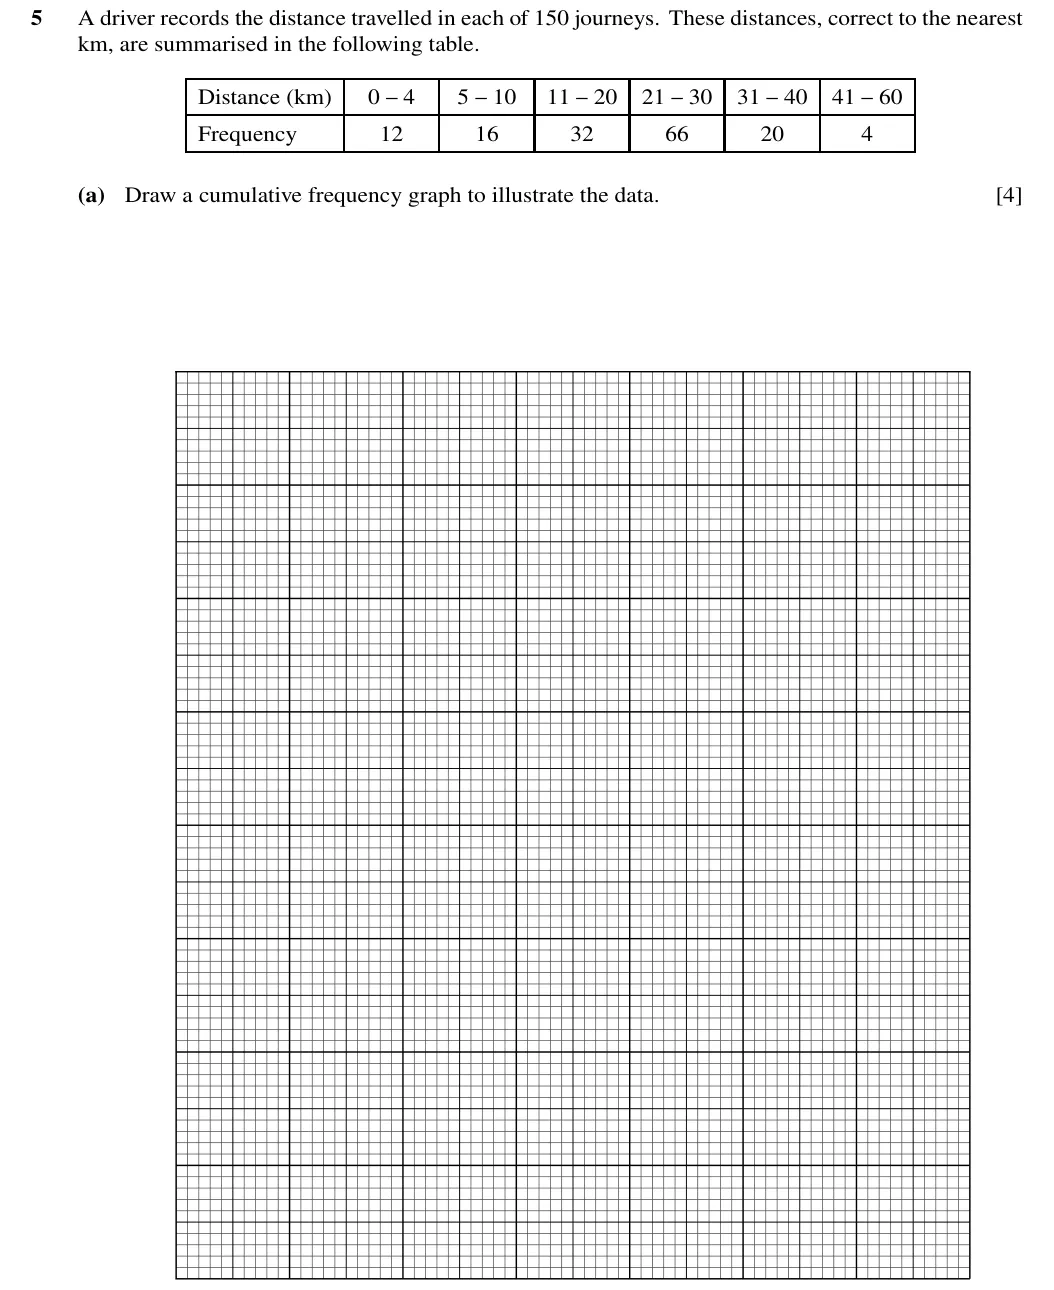 5 A driver records the distance travelled in each of 150 journeys. These distances, correct to the nearest
km, are summarised in the following table.
Distance (km) 0 – 4 5 – 10 11 – 20 21 – 30 31 – 40 41 – 60
Frequency 12 16 32 66 20 4
(a) Draw a cumulative frequency graph to illustrate the data. [4]